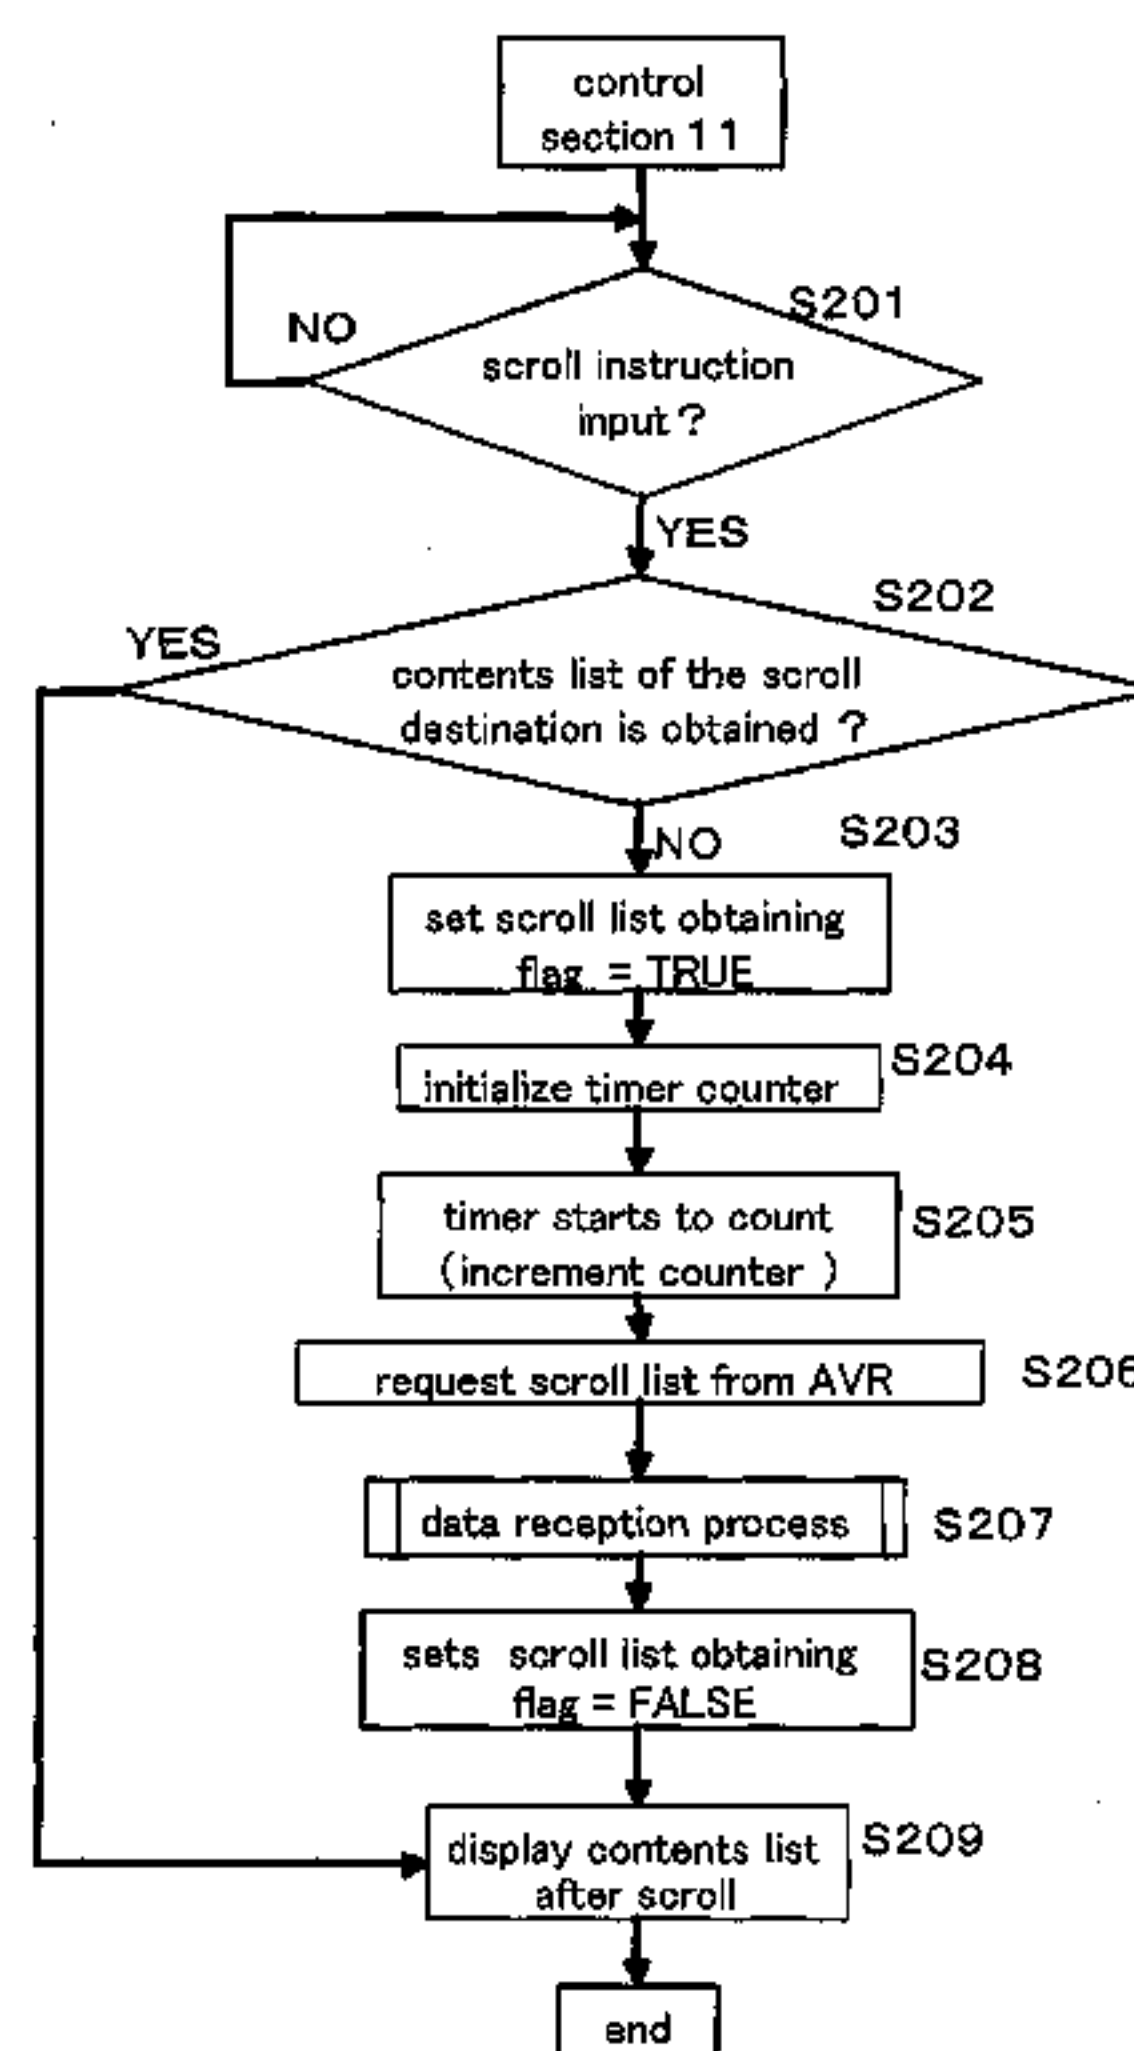 control
section 11
S201
NO
scroll instruction
input?
YES
S202
YES
contents list of the scroll
destination is obtained ?
S203
NO
set scroll list obtaining
flag = TRUE
S204
initialize timer counter
timer starts to count
S205
(increment counter )
request scroll list from AVR
S206
data reception process
S207
sets scroll list obtaining
S208
flag = FALSE
display contents list
S209
after scroll
end